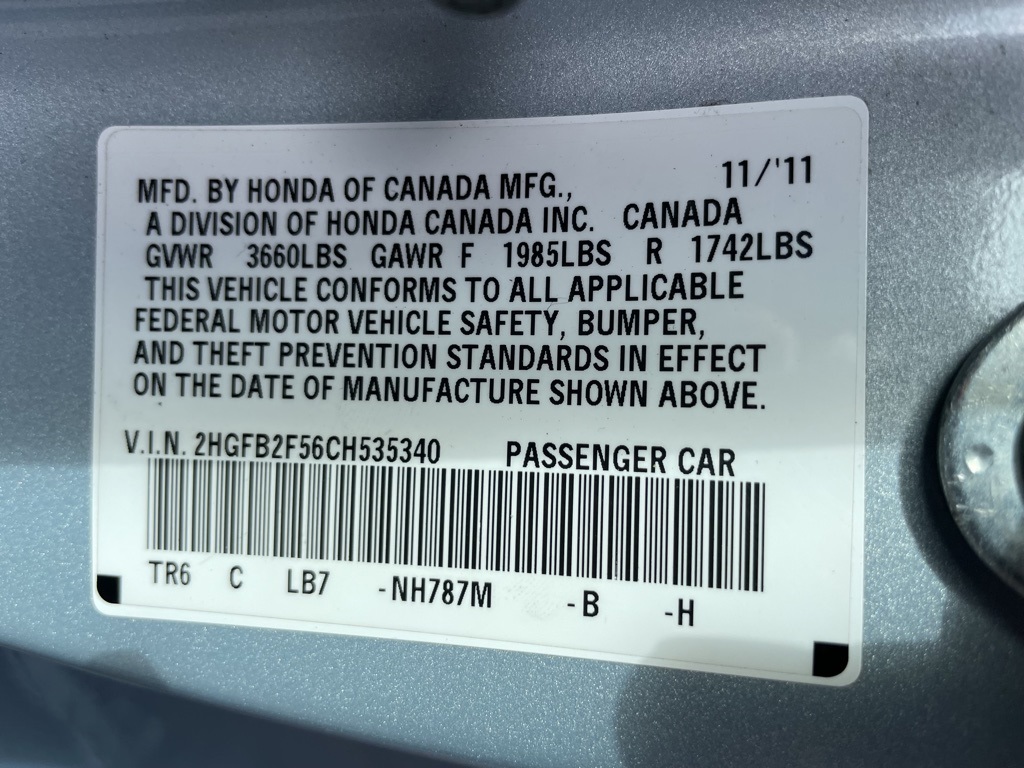 MFD. BY HONDA OF CANADA MFG., 11/'11
A DIVISION OF HONDA CANADA INC. CANADA
GVWR 3660LBS GAWR F 1985LBS R 1742LBS
THIS VEHICLE CONFORMS TO ALL APPLICABLE
FEDERAL MOTOR VEHICLE SAFETY, BUMPER,
AND THEFT PREVENTION STANDARDS IN EFFECT
ON THE DATE OF MANUFACTURE SHOWN ABOVE.
V.I.N. 2HGFB2F56CH535340 PASSENGER CAR
TR6 C LB7 -NH787M -B -H